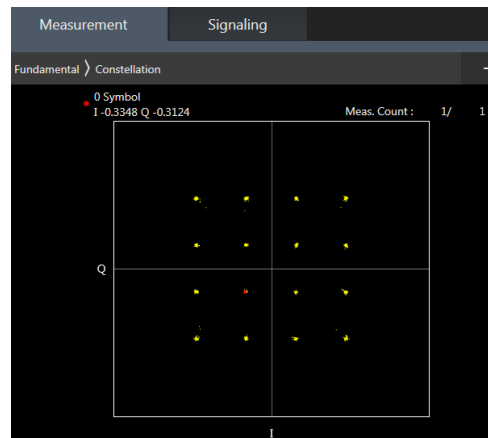 Measurement Signaling
Fundamental 〉 Constellation
0 Symbol
I -0.3348 Q -0.3124 Meas. Count : 1/ 1
Q
I